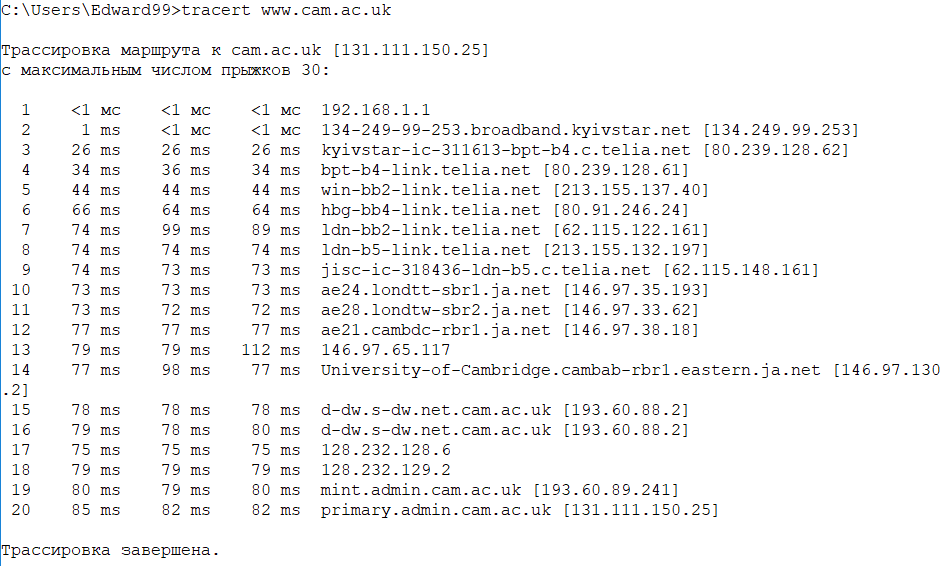 C:\Users\Edward99>tracert www.cam.ac.uk
Трассировка маршрута к cam.ac.uk [131.111.150.25]
с максимальным числом прыжков 30:
1 <1 мс <1 мс <1 мс 192.168.1.1
2 1 ms <1 мс <1 мс 134-249-99-253.broadband.kyivstar.net [134.249.99.253]
3 26 ms 26 ms 26 ms kyivstar-ic-311613-bpt-b4.c.telia.net [80.239.128.62]
4 34 ms 36 ms 34 ms bpt-b4-link.telia.net [80.239.128.61]
5 44 ms 44 ms 44 ms win-bb2-link.telia.net [213.155.137.40]
6 66 ms 64 ms 64 ms hbg-bb4-link.telia.net [80.91.246.24]
7 74 ms 99 ms 89 ms ldn-bb2-link.telia.net [62.115.122.161]
8 74 ms 74 ms 74 ms ldn-b5-link.telia.net [213.155.132.197]
9 74 ms 73 ms 73 ms jisc-ic-318436-ldn-b5.c.telia.net [62.115.148.161]
10 73 ms 73 ms 73 ms ae24.londtt-sbr1.ja.net [146.97.35.193]
11 73 ms 72 ms 72 ms ae28.londtw-sbr2.ja.net [146.97.33.62]
12 77 ms 77 ms 77 ms ae21.cambdc-rbr1.ja.net [146.97.38.18]
13 79 ms 79 ms 112 ms 146.97.65.117
14 77 ms 98 ms 77 ms University-of-Cambridge.cambab-rbr1.eastern.ja.net [146.97.130
.2]
15 78 ms 78 ms 78 ms d-dw.s-dw.net.cam.ac.uk [193.60.88.2]
16 79 ms 78 ms 80 ms d-dw.s-dw.net.cam.ac.uk [193.60.88.2]
17 75 ms 75 ms 75 ms 128.232.128.6
18 79 ms 79 ms 79 ms 128.232.129.2
19 80 ms 79 ms 80 ms mint.admin.cam.ac.uk [193.60.89.241]
20 85 ms 82 ms 82 ms primary.admin.cam.ac.uk [131.111.150.25]
Трассировка завершена.